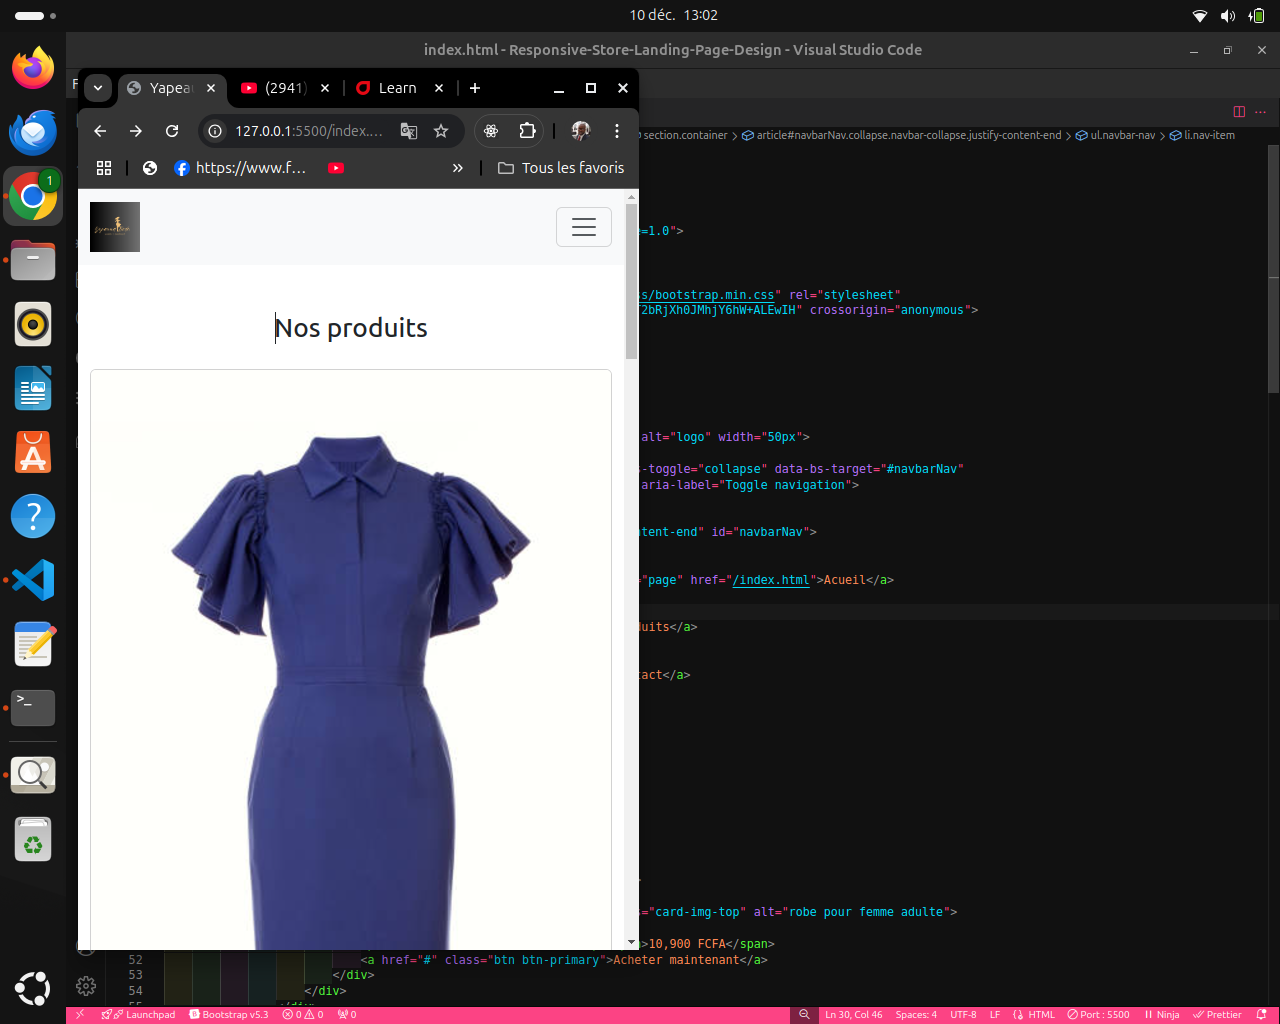 10 déc. 13:02
index.html - Responsive-Store-Landing-Page-Design - Visual Studio Code
F
Yapea
(2941)
Learn
127.0.0.1:5500/index....
https://www.f...
Tous les favoris
section.container > article#navbarNav.collapse.navbar-collapse.justify-content-end > ul.navbar-nav > li.nav-item
Nos produits
=1.0">
s/bootstrap.min.css" rel="stylesheet"
T2bRjXh0JMhjY6hW+ALEwIH" crossorigin="anonymous">
alt="logo" width="50px">
s-toggle="collapse" data-bs-target="#navbarNav"
aria-label="Toggle navigation">
ntent-end" id="navbarNav">
="page" href="/index.html">Acueil</a>
duits</a>
tact</a>
>
s="card-img-top" alt="robe pour femme adulte">
>10,900 FCFA</span>
52 <a href="#" class="btn btn-primary">Acheter maintenant</a>
53 </div>
54 </div>
Launchpad Bootstrap v5.3 0 0 0 Ln 30, Col 46 Spaces: 4 UTF-8 LF HTML Port : 5500 Ninja Prettier